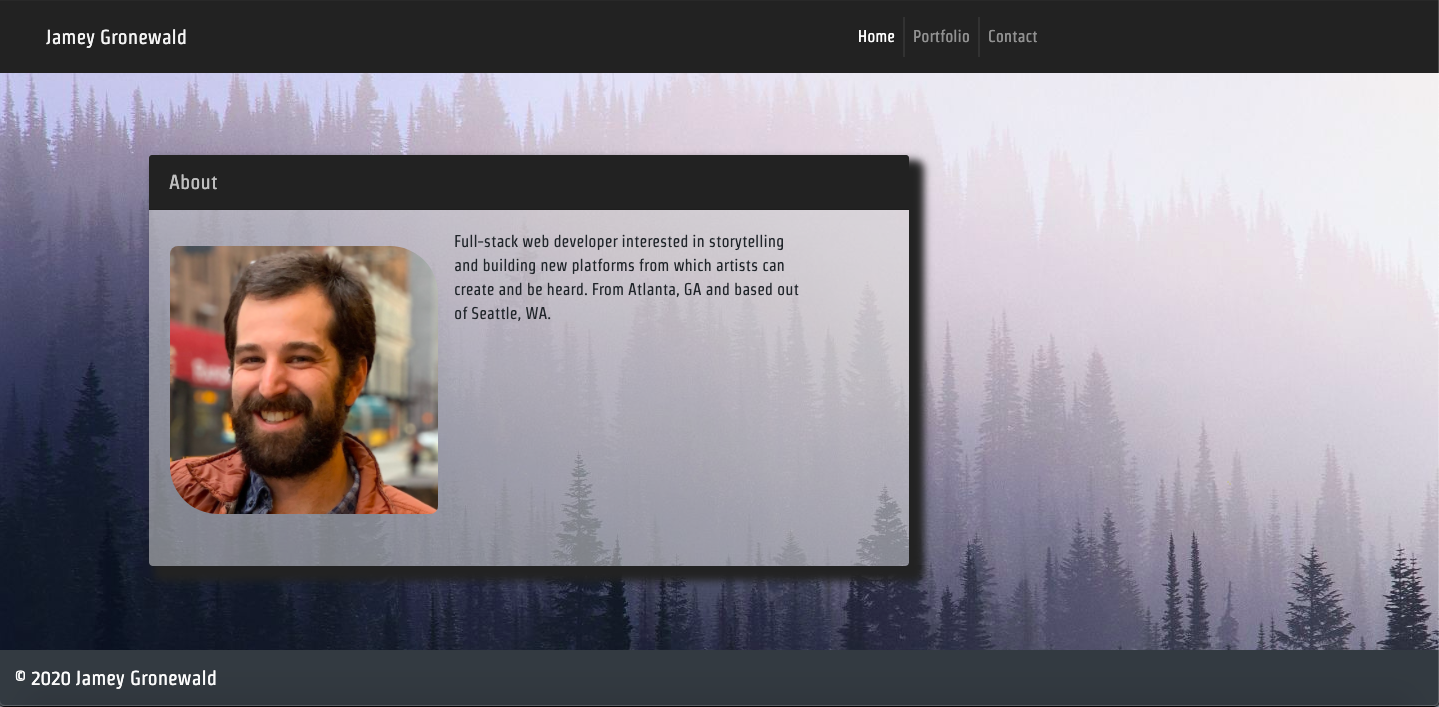 Jamey Gronewald
Home Portfolio Contact
About
Full-stack web developer interested in storytelling
and building new platforms from which artists can
create and be heard. From Atlanta, GA and based out
of Seattle, WA.
© 2020 Jamey Gronewald